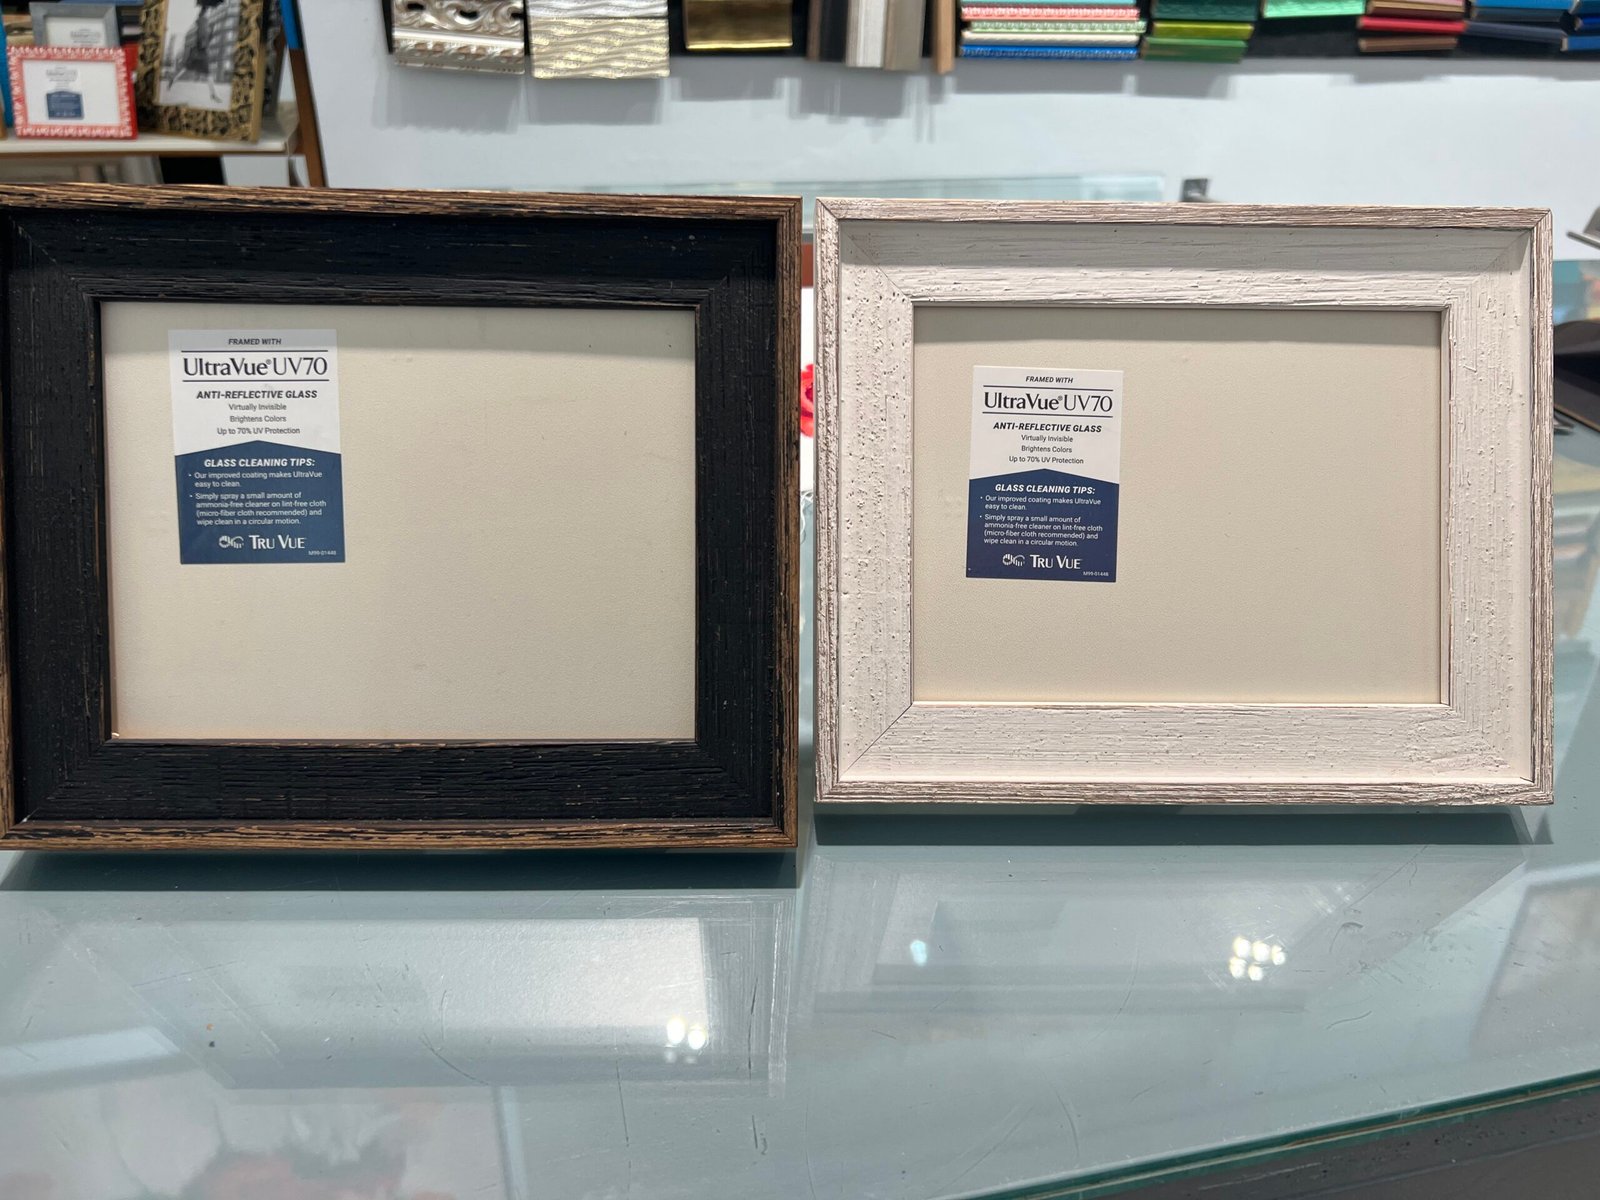 FRAMED WITH
UltraVue® UV70
ANTI-REFLECTIVE GLASS
Virtually Invisible
Brightens Colors
Up to 70% UV Protection
GLASS CLEANING TIPS:
• Our improved coating makes UltraVue
easy to clean.
• Simply spray a small amount of
ammonia-free cleaner on lint-free cloth
(micro-fiber cloth recommended) and
wipe clean in a circular motion.
TRU VUE
M99-01448
FRAMED WITH
UltraVue® UV70
ANTI-REFLECTIVE GLASS
Virtually Invisible
Brightens Colors
Up to 70% UV Protection
GLASS CLEANING TIPS:
• Our improved coating makes UltraVue
easy to clean.
• Simply spray a small amount of
ammonia-free cleaner on lint-free cloth
(micro-fiber cloth recommended) and
wipe clean in a circular motion.
TRU VUE
M99-01448